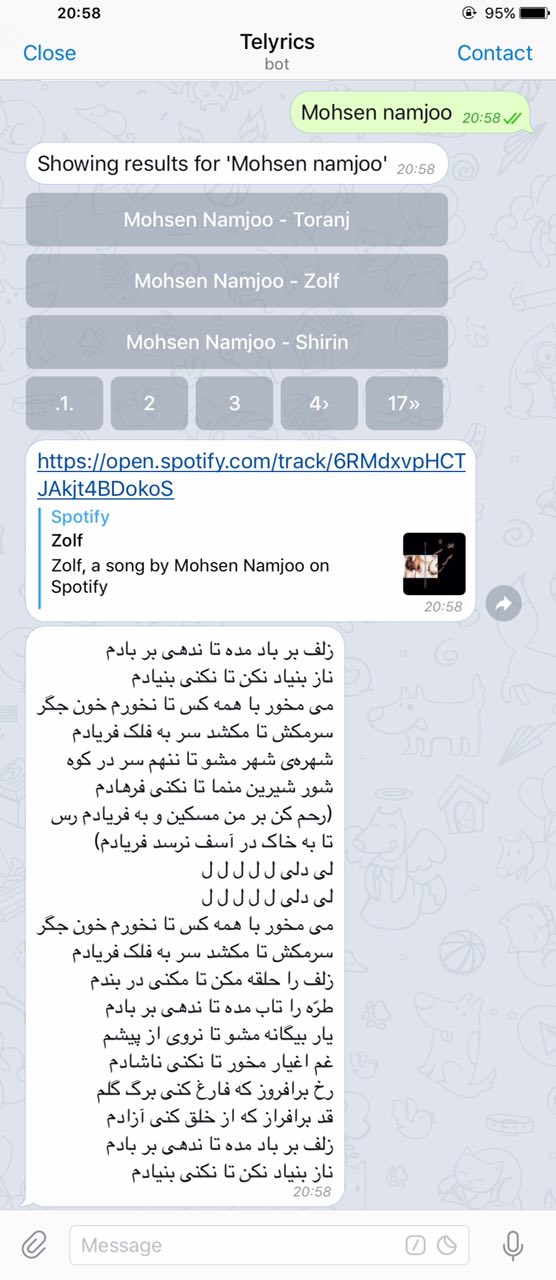 20:58
95%
Close
Telyrics
bot
Contact
Mohsen namjoo 20:58
Showing results for 'Mohsen namjoo' 20:58
Mohsen Namjoo - Toranj
Mohsen Namjoo - Zolf
Mohsen Namjoo - Shirin
.1. 2 3 4› 17»
https://open.spotify.com/track/6RMdxvpHCT
JAkjt4BDokoS
Spotify
Zolf
Zolf, a song by Mohsen Namjoo on
Spotify
20:58
زلف بر باد مده تا ندهی بر بادم
ناز بنیاد نکن تا نکنی بنیادم
می مخور با همه کس تا نخورم خون جگر
سرمکش تا مکشد سر به فلک فریادم
شهره‌ی شهر مشو تا ننهم سر در کوه
شور شیرین منما تا نکنی فرهادم
(رحم کن بر من مسکین و به فریادم رس
تا به خاک در آسف نرسد فریادم)
لی دلی ل ل ل ل ل
لی دلی ل ل ل ل ل
می مخور با همه کس تا نخورم خون جگر
سرمکش تا مکشد سر به فلک فریادم
زلف را حلقه مکن تا مکنی در بندم
طرّه را تاب مده تا ندهی بر بادم
یار بیگانه مشو تا نروی از پیشم
غم اغیار مخور تا نکنی ناشادم
رخ برافروز که فارغ کنی برگ گلم
قد برافراز که از خلق کنی آزادم
زلف بر باد مده تا ندهی بر بادم
ناز بنیاد نکن تا نکنی بنیادم
20:58
Message